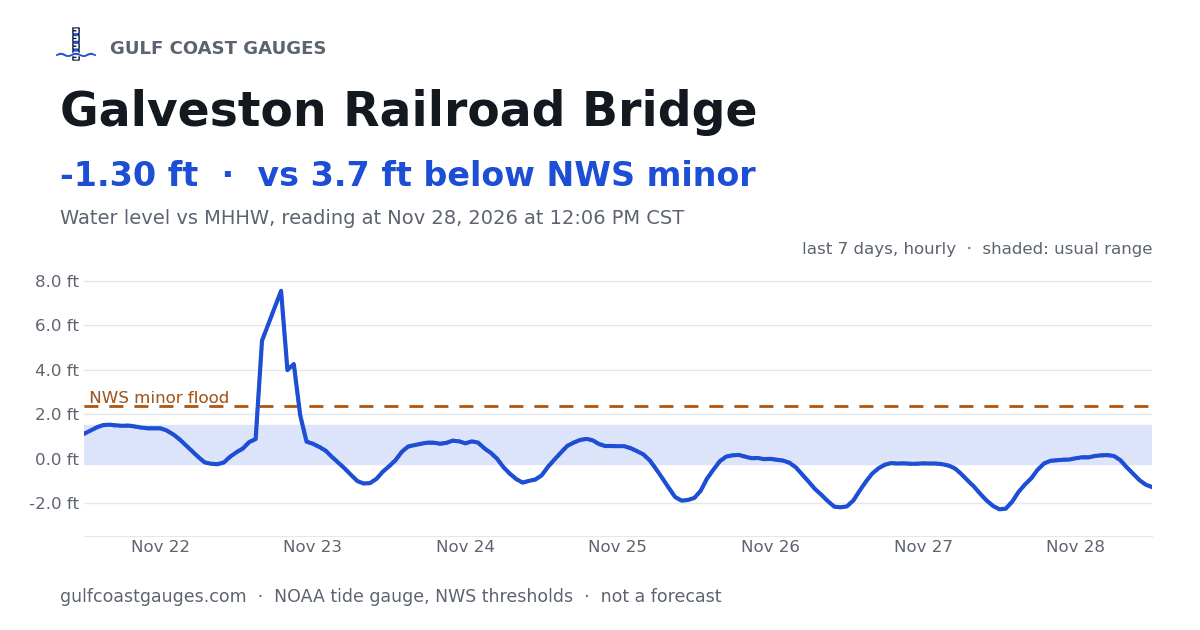 GULF COAST GAUGES
Galveston Railroad Bridge
-1.30 ft · vs 3.7 ft below NWS minor
Water level vs MHHW, reading at Nov 28, 2026 at 12:06 PM CST
last 7 days, hourly · shaded: usual range
8.0 ft
6.0 ft
4.0 ft
NWS minor flood
2.0 ft
0.0 ft
-2.0 ft
Nov 22 Nov 23 Nov 24 Nov 25 Nov 26 Nov 27 Nov 28
gulfcoastgauges.com · NOAA tide gauge, NWS thresholds · not a forecast